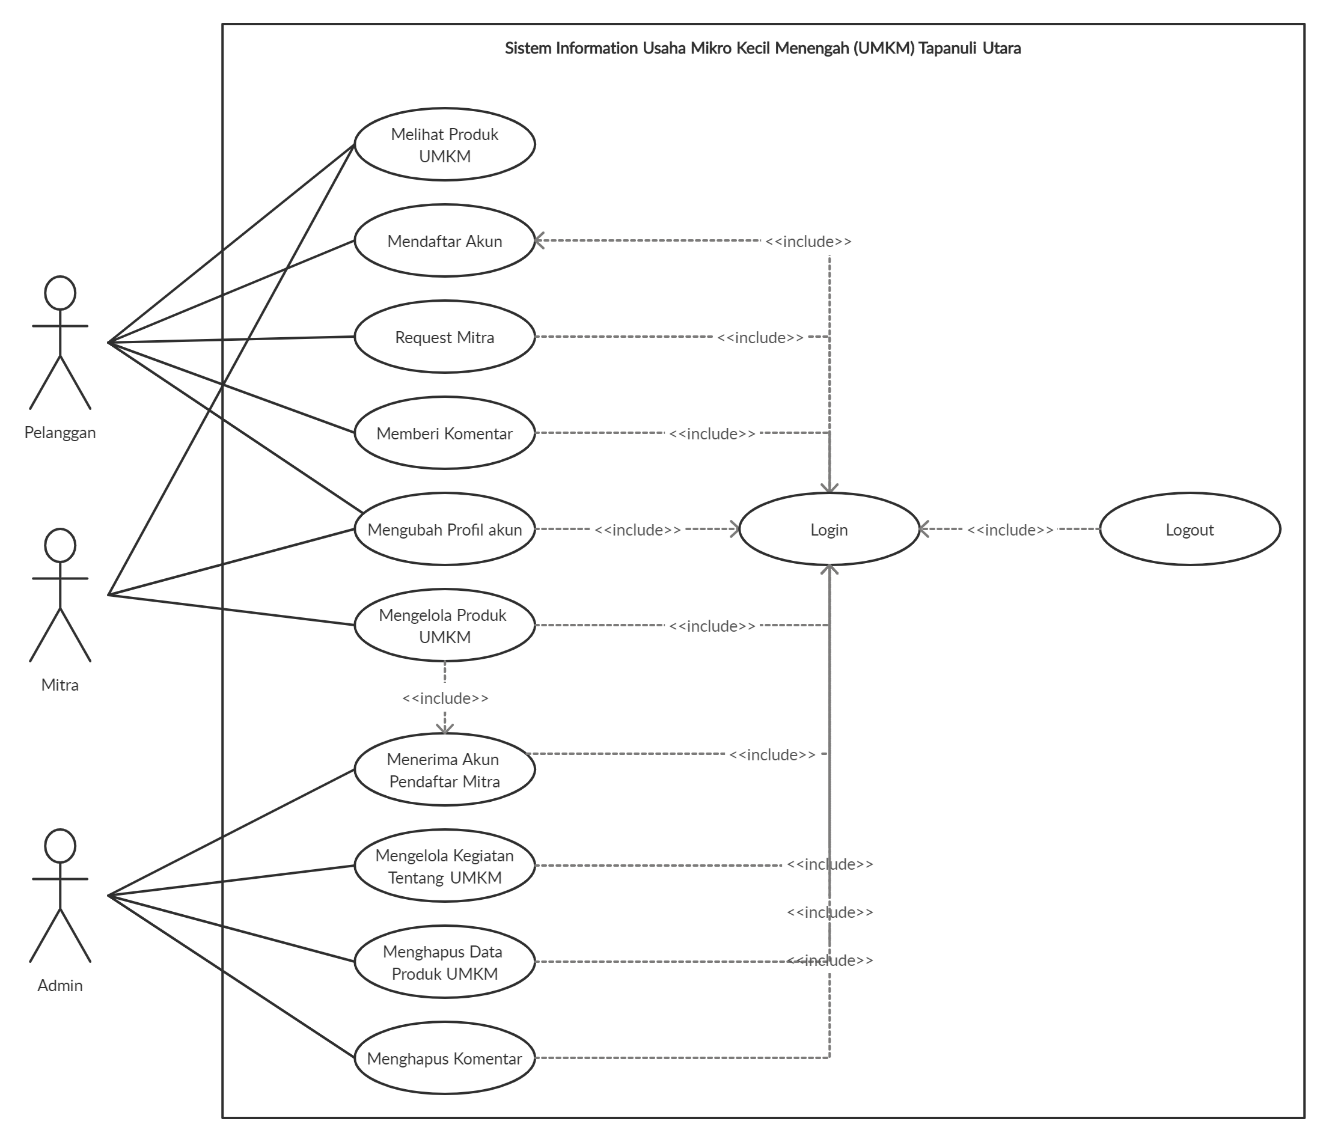 Sistem Information Usaha Mikro Kecil Menengah (UMKM) Tapanuli Utara
Melihat Produk
UMKM
Mendaftar Akun
<<include>>
Request Mitra
<<include>>
Pelanggan
Memberi Komentar
<<include>>
Mengubah Profil akun
<<include>>
Login
<<include>>
Logout
Mengelola Produk
UMKM
<<include>>
Mitra
<<include>>
Menerima Akun
Pendaftar Mitra
<<include>>
Mengelola Kegiatan
Tentang UMKM
<<include>>
<<include>>
Menghapus Data
Produk UMKM
<<include>>
Admin
Menghapus Komentar